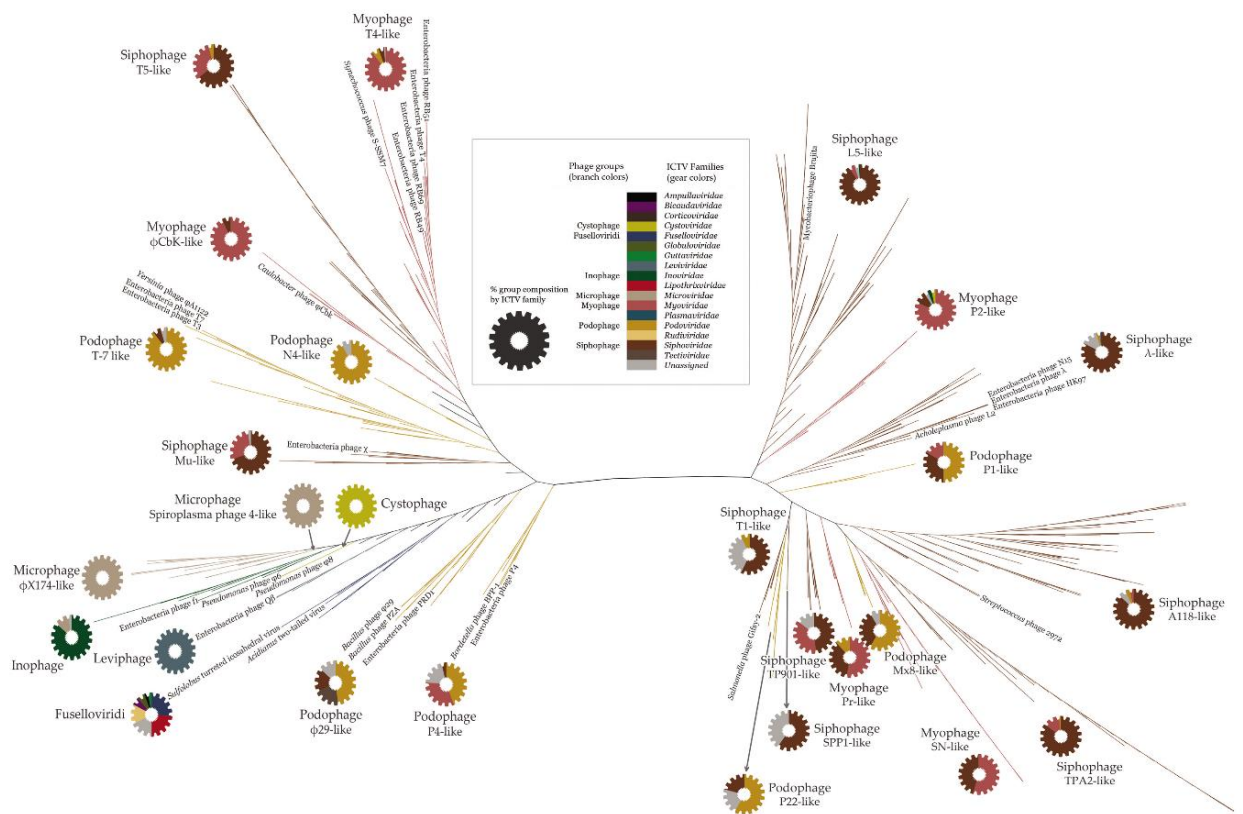 Siphophage
T5-like
Myophage
T4-like
Synechococcus phage S-SSM7
Enterobacteria phage RB51
Enterobacteria phage T4
Enterobacteria phage RB69
Enterobacteria phage RB49
Myophage
ϕCbK-like
Caulobacter phage φCbk
Yersinia phage φA1122
Enterobacteria phage T7
Enterobacteria phage T3
Podophage
T-7 like
Podophage
N4-like
Siphophage
Mu-like
Enterobacteria phage χ
Microphage
Spiroplasma phage 4-like
Cystophage
Microphage
ϕX174-like
Inophage
Enterobacteria phage f1
Pseudomonas phage φ6
Pseudomonas phage φ8
Leviphage
Enterobacteria phage Qβ
Fuselloviridi
Sulfolobus turreted icosahedral virus
Acidianus two-tailed virus
Bacillus phage φ29
Bacillus phage PZA
Enterobacteria phage PRD1
Podophage
ϕ29-like
Bordetella phage BPP-1
Enterobacteria phage P4
Podophage
P4-like
Phage groups
(branch colors)
ICTV Families
(gear colors)
Ampullaviridae
Bicaudaviridae
Corticoviridae
Cystophage Cystoviridae
Fuselloviridi Fuselloviridae
Globuloviridae
Guttaviridae
Leviviridae
Inophage Inoviridae
Lipothrixviridae
Microphage Microviridae
Myophage Myoviridae
Plasmaviridae
Podophage Podoviridae
Rudiviridae
Siphophage Siphoviridae
Tectiviridae
Unassigned
% group composition
by ICTV family
Mycobacteriophage Brujita
Siphophage
L5-like
Myophage
P2-like
Siphophage
λ-like
Enterobacteria phage N15
Enterobacteria phage λ
Enterobacteria phage HK97
Acholeplasma phage L2
Podophage
P1-like
Siphophage
T1-like
Salmonella phage Gifsy-2
Siphophage
TP901-like
Myophage
Pr-like
Podophage
Mx8-like
Siphophage
SPP1-like
Podophage
P22-like
Myophage
SN-like
Streptococcus phage 2972
Siphophage
A118-like
Siphophage
TPA2-like